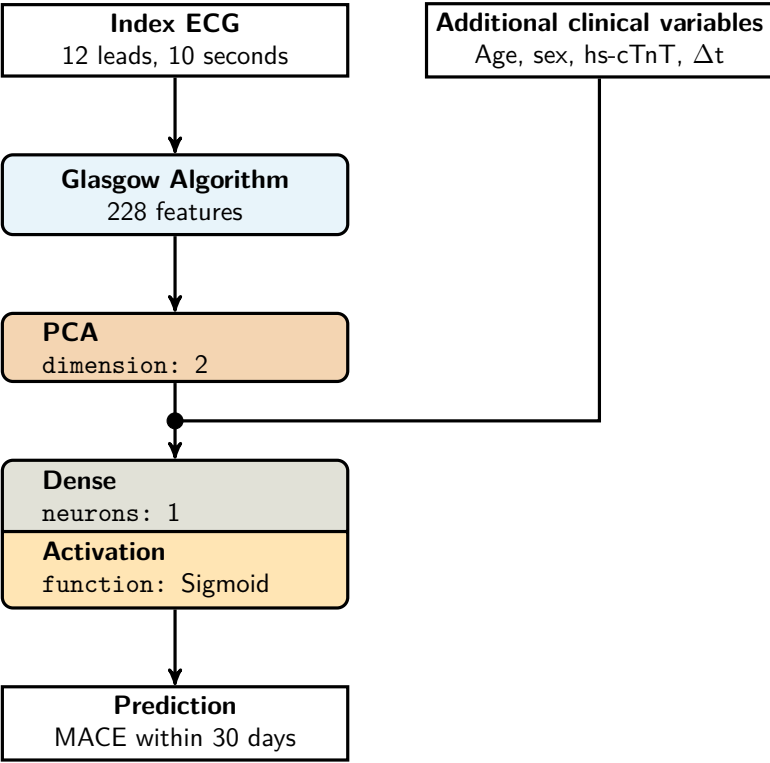 Index ECG
12 leads, 10 seconds
Additional clinical variables
Age, sex, hs-cTnT, Δt
Glasgow Algorithm
228 features
PCA
dimension: 2
Dense
neurons: 1
Activation
function: Sigmoid
Prediction
MACE within 30 days